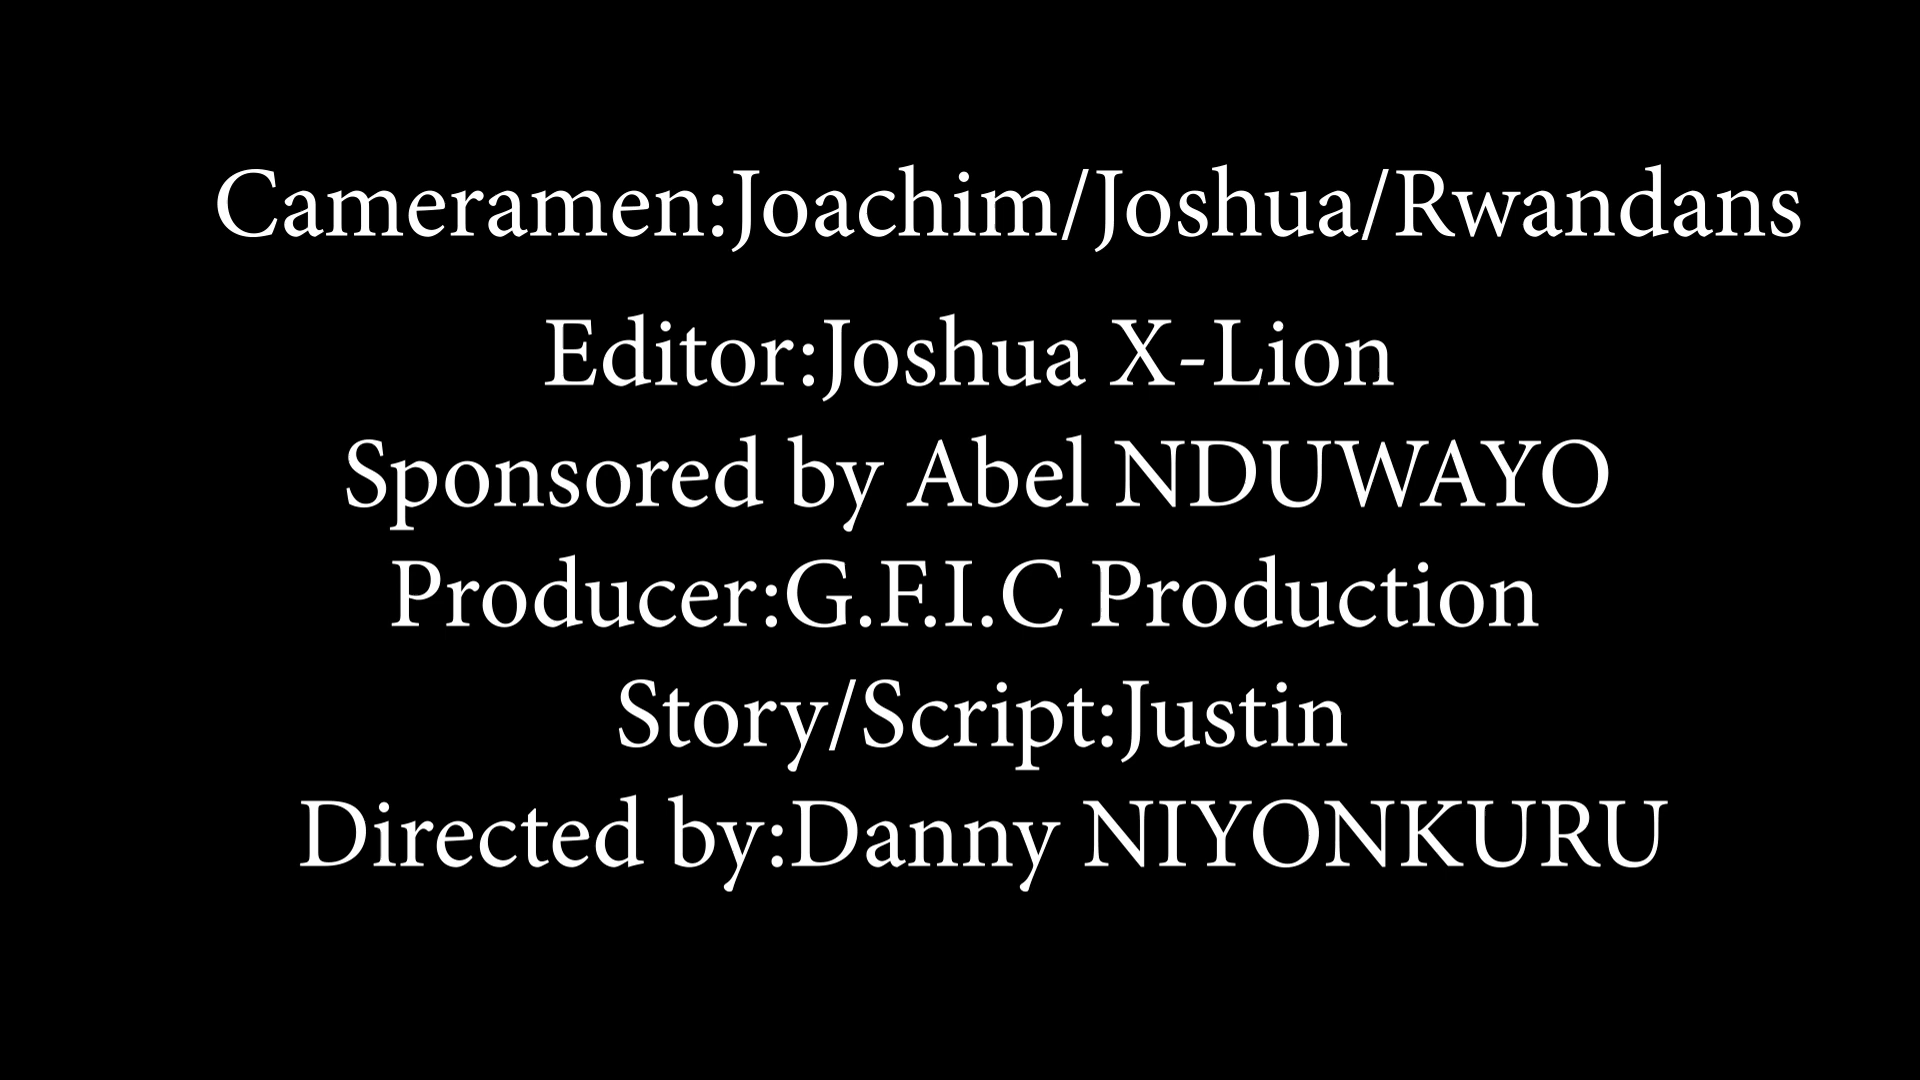 Cameramen:Joachim/Joshua/Rwandans
Editor:Joshua X-Lion
Sponsored by Abel NDUWAYO
Producer:G.F.I.C Production
Story/Script:Justin
Directed by:Danny NIYONKURU